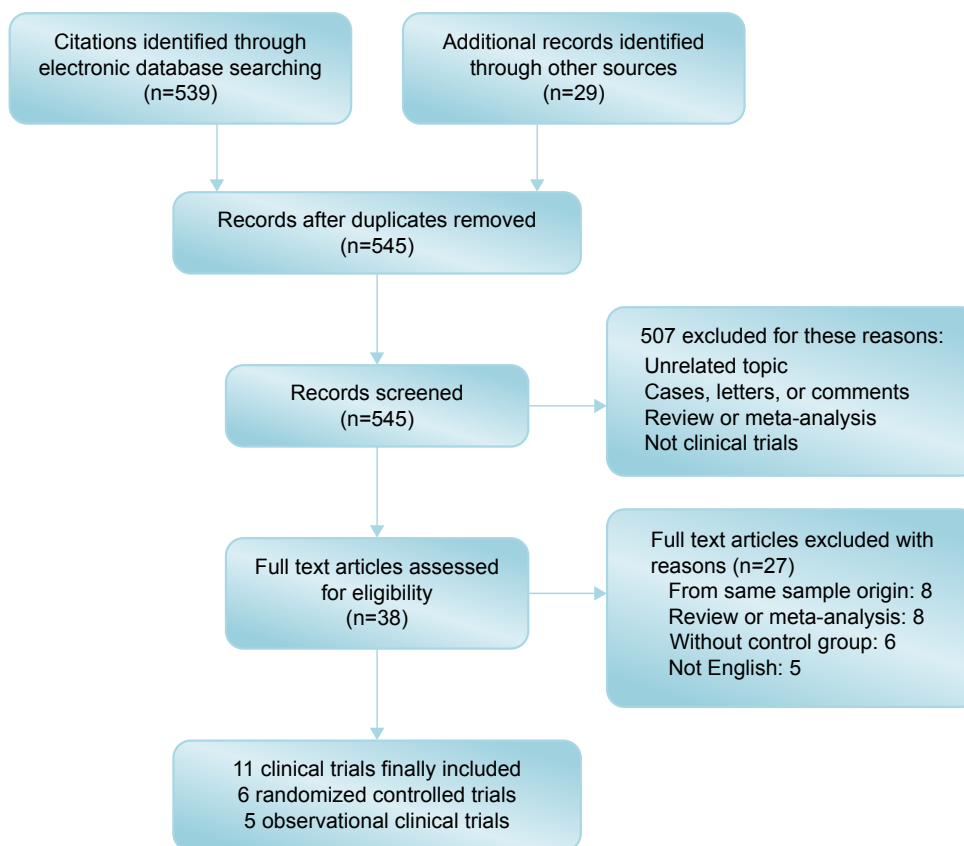 Citations identified through
electronic database searching
(n=539)
Additional records identified
through other sources
(n=29)
Records after duplicates removed
(n=545)
Records screened
(n=545)
507 excluded for these reasons:
Unrelated topic
Cases, letters, or comments
Review or meta-analysis
Not clinical trials
Full text articles assessed
for eligibility
(n=38)
Full text articles excluded with
reasons (n=27)
From same sample origin: 8
Review or meta-analysis: 8
Without control group: 6
Not English: 5
11 clinical trials finally included
6 randomized controlled trials
5 observational clinical trials